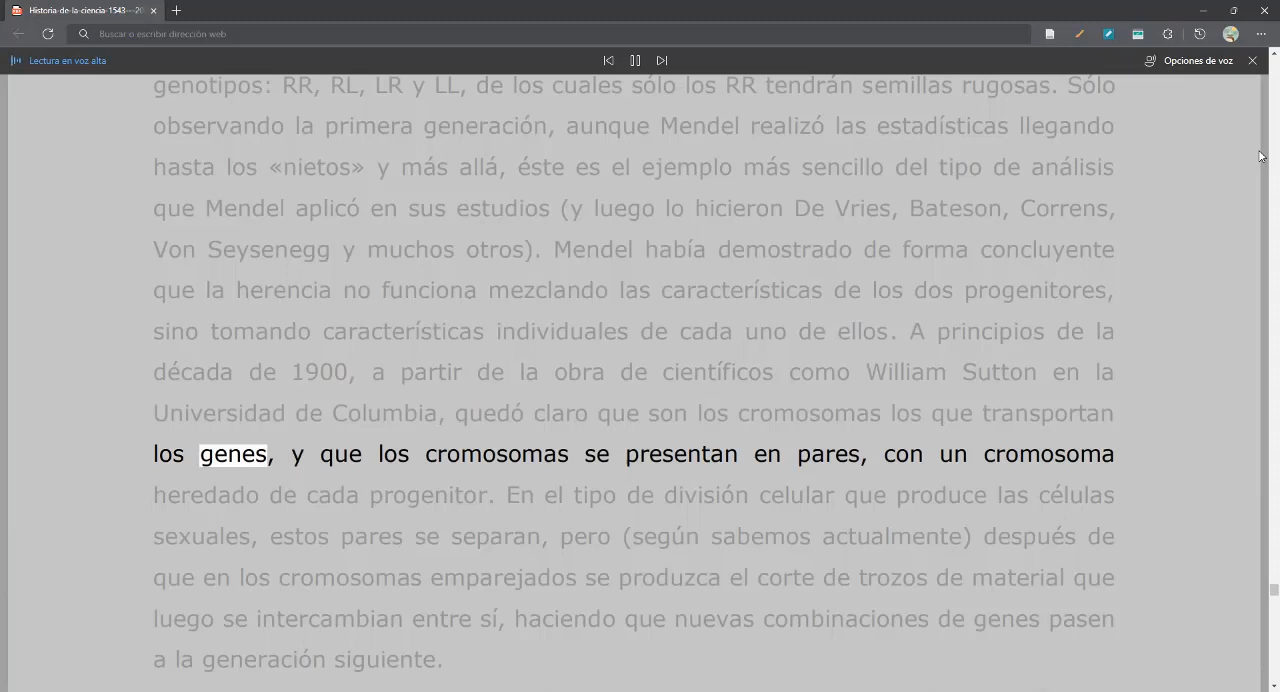 Historia-de-la-ciencia-1543---20
Buscar o escribir dirección web
Lectura en voz alta
Opciones de voz
genotipos: RR, RL, LR y LL, de los cuales sólo los RR tendrán semillas rugosas. Sólo
observando la primera generación, aunque Mendel realizó las estadísticas llegando
hasta los «nietos» y más allá, éste es el ejemplo más sencillo del tipo de análisis
que Mendel aplicó en sus estudios (y luego lo hicieron De Vries, Bateson, Correns,
Von Seysenegg y muchos otros). Mendel había demostrado de forma concluyente
que la herencia no funciona mezclando las características de los dos progenitores,
sino tomando características individuales de cada uno de ellos. A principios de la
década de 1900, a partir de la obra de científicos como William Sutton en la
Universidad de Columbia, quedó claro que son los cromosomas los que transportan
los genes, y que los cromosomas se presentan en pares, con un cromosoma
heredado de cada progenitor. En el tipo de división celular que produce las células
sexuales, estos pares se separan, pero (según sabemos actualmente) después de
que en los cromosomas emparejados se produzca el corte de trozos de material que
luego se intercambian entre sí, haciendo que nuevas combinaciones de genes pasen
a la generación siguiente.